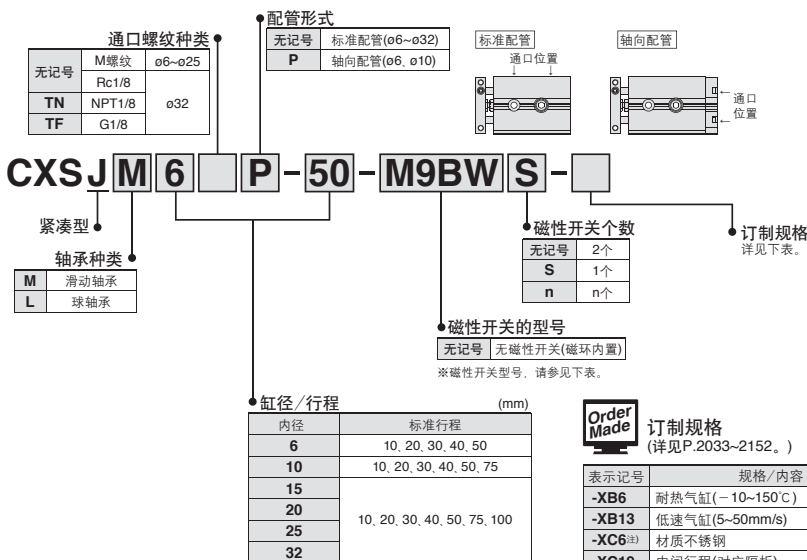 配管形式
无记号 标准配管(ø6~ø32)
P 轴向配管(ø6、ø10)
通口螺纹种类
无记号 M螺纹 ø6~ø25
Rc1/8 ø32
TN NPT1/8
TF G1/8
标准配管
通口位置
轴向配管
通口
位置
CXSJM6 P-50-M9BWS-
紧凑型
轴承种类
M 滑动轴承
L 球轴承
磁性开关个数
无记号 2个
S 1个
n n个
订制规格
详见下表。
磁性开关的型号
无记号 无磁性开关(磁环内置)
※磁性开关型号、请参见下表。
缸径/行程 (mm)
内径 标准行程
6 10、20、30、40、50
10 10、20、30、40、50、75
15 10、20、30、40、50、75、100
20
25
32
Order
Made
订制规格
(详见P.2033~2152。)
表示记号 规格/内容
-XB6 耐热气缸(-10~150℃)
-XB13 低速气缸(5~50mm/s)
-XC6注) 材质不锈钢